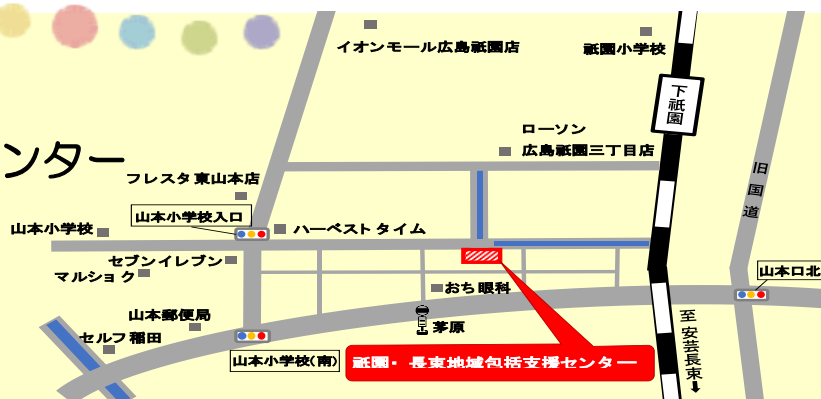 イオンモール広島祇園店
祇園小学校
下祇園
ローソン
広島祇園三丁目店
ンター
フレスタ東山本店
旧国道
山本小学校入口
山本小学校
ハーベストタイム
セブンイレブン
マルショク
山本口北
おち眼科
山本郵便局
茅原
セルフ稲田
至安芸長束
山本小学校(南)
祇園・長束地域包括支援センター